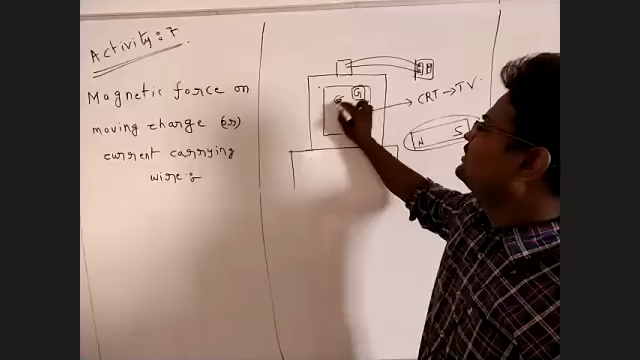 Activity: 7
Magnetic force on
moving charge (or)
current carrying
wire :
CRT → TV.
N S
G